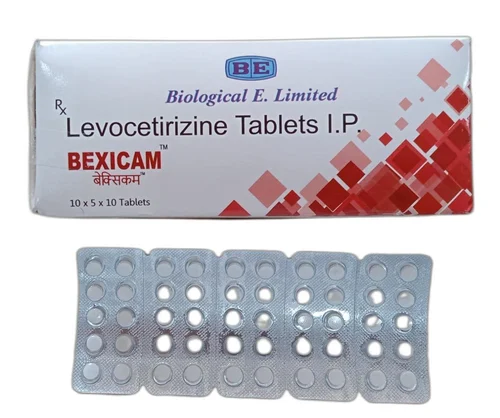 BE
Biological E. Limited
Rx
Levocetirizine Tablets I.P.
BEXICAM™
बेक्सिकम™
10 x 5 x 10 Tablets